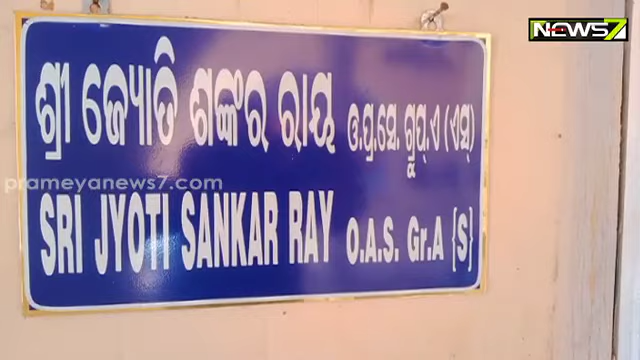 NEWS7
ଶ୍ରୀ ଜ୍ୟୋତି ଶଙ୍କର ରାୟ ଓ.ପ୍ର.ସେ. ଗ୍ରୁପ୍.ଏ (ଏସ୍)
prameyanews7.com
SRI JYOTI SANKAR RAY O.A.S. Gr.A {S}